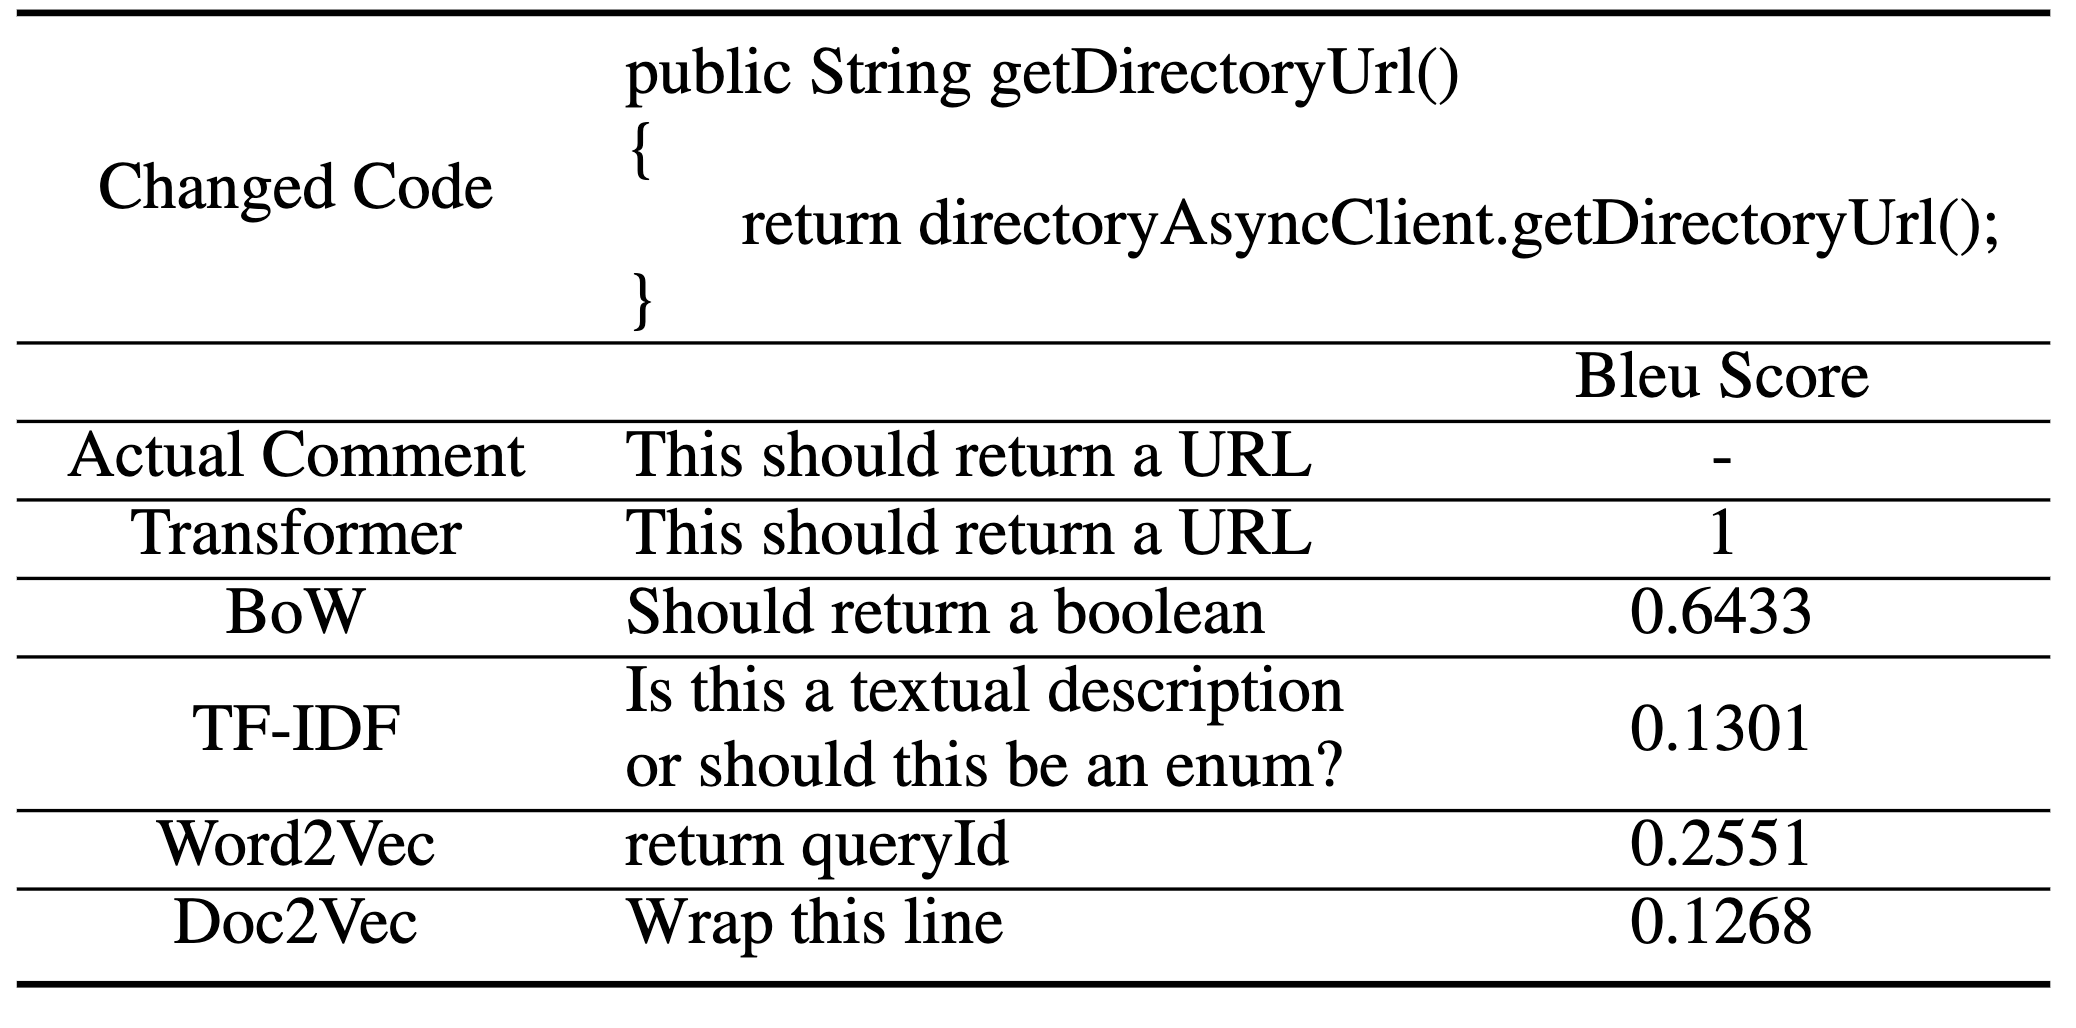 Changed Code
public String getDirectoryUrl()
{
return directoryAsyncClient.getDirectoryUrl();
}
Bleu Score
Actual Comment This should return a URL -
Transformer This should return a URL 1
BoW Should return a boolean 0.6433
TF-IDF Is this a textual description
or should this be an enum? 0.1301
Word2Vec return queryId 0.2551
Doc2Vec Wrap this line 0.1268